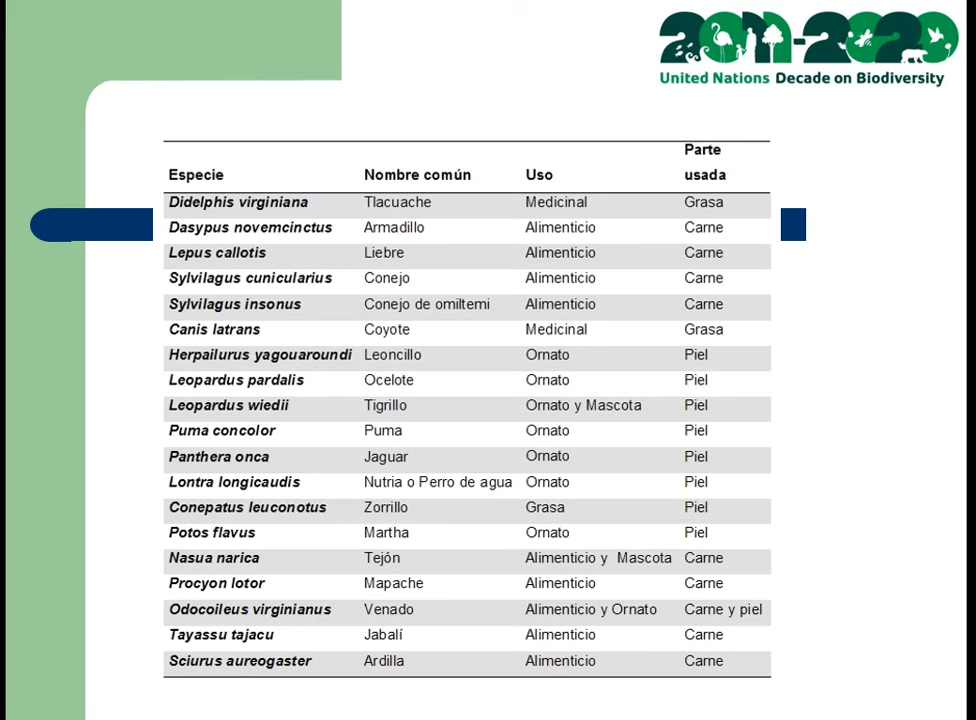 2011-2020
United Nations Decade on Biodiversity
Especie Nombre común Uso Parte usada
Didelphis virginiana Tlacuache Medicinal Grasa
Dasypus novemcinctus Armadillo Alimenticio Carne
Lepus callotis Liebre Alimenticio Carne
Sylvilagus cunicularius Conejo Alimenticio Carne
Sylvilagus insonus Conejo de omiltemi Alimenticio Carne
Canis latrans Coyote Medicinal Grasa
Herpailurus yagouaroundi Leoncillo Ornato Piel
Leopardus pardalis Ocelote Ornato Piel
Leopardus wiedii Tigrillo Ornato y Mascota Piel
Puma concolor Puma Ornato Piel
Panthera onca Jaguar Ornato Piel
Lontra longicaudis Nutria o Perro de agua Ornato Piel
Conepatus leuconotus Zorrillo Grasa Piel
Potos flavus Martha Ornato Piel
Nasua narica Tejón Alimenticio y Mascota Carne
Procyon lotor Mapache Alimenticio Carne
Odocoileus virginianus Venado Alimenticio y Ornato Carne y piel
Tayassu tajacu Jabalí Alimenticio Carne
Sciurus aureogaster Ardilla Alimenticio Carne